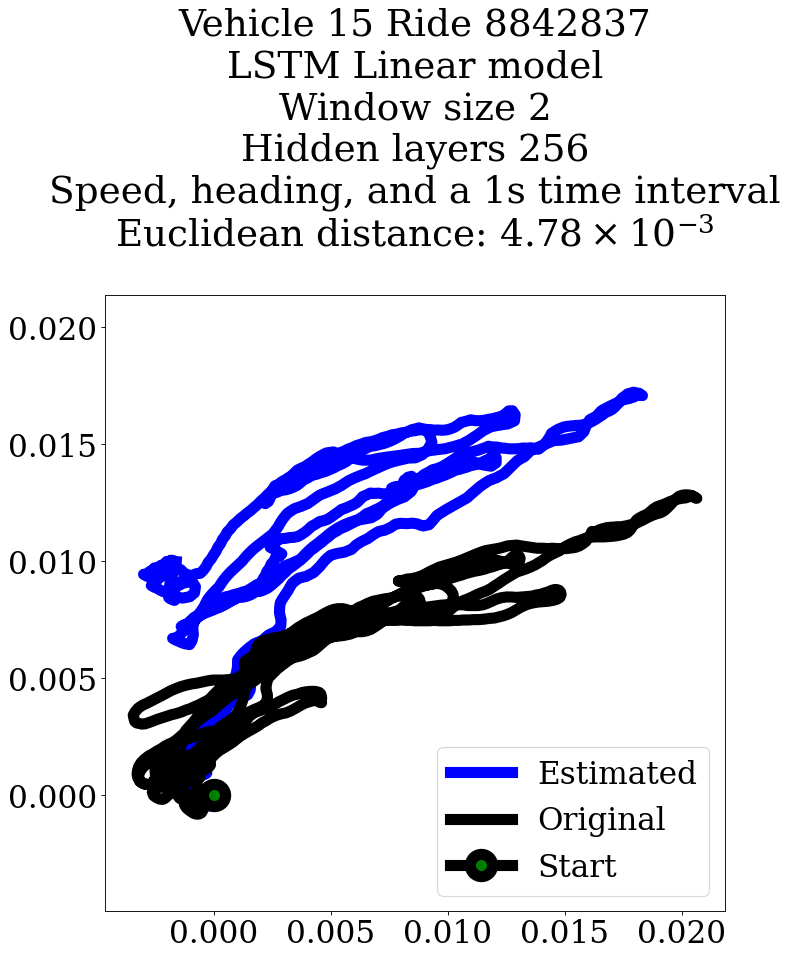 Vehicle 15 Ride 8842837
LSTM Linear model
Window size 2
Hidden layers 256
Speed, heading, and a 1s time interval
Euclidean distance: 4.78 × 10⁻³
0.020
0.015
0.010
0.005
0.000
Estimated
Original
Start
0.000 0.005 0.010 0.015 0.020